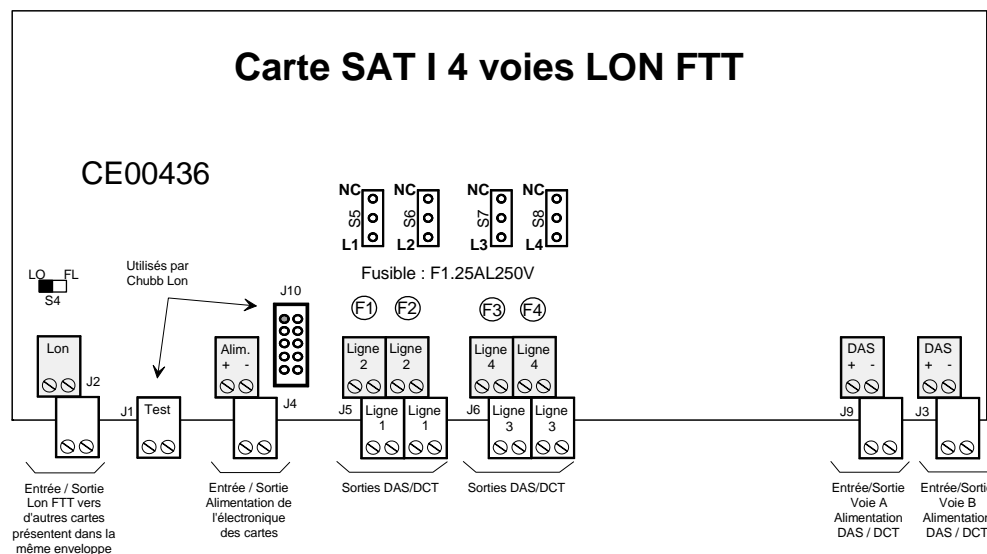 Carte SAT I 4 voies LON FTT
CE00436
NC
NC
NC
NC
S5
S6
S7
S8
L1
L2
L3
L4
Fusible : F1.25AL250V
LO
FL
S4
Utilisés par
Chubb Lon
J10
F1
F2
F3
F4
Lon
J2
J1
Test
Alim.
+ -
J4
Ligne
2
Ligne
2
J5
Ligne
1
Ligne
1
Ligne
4
Ligne
4
J6
Ligne
3
Ligne
3
DAS
+ -
J9
DAS
+ -
J3
Entrée / Sortie
Lon FTT vers
d'autres cartes
présentent dans la
même enveloppe
Entrée / Sortie
Alimentation de
l'électronique
des cartes
Sorties DAS/DCT
Sorties DAS/DCT
Entrée/Sortie
Voie A
Alimentation
DAS / DCT
Entrée/Sorti
Voie B
Alimentation
DAS / DCT